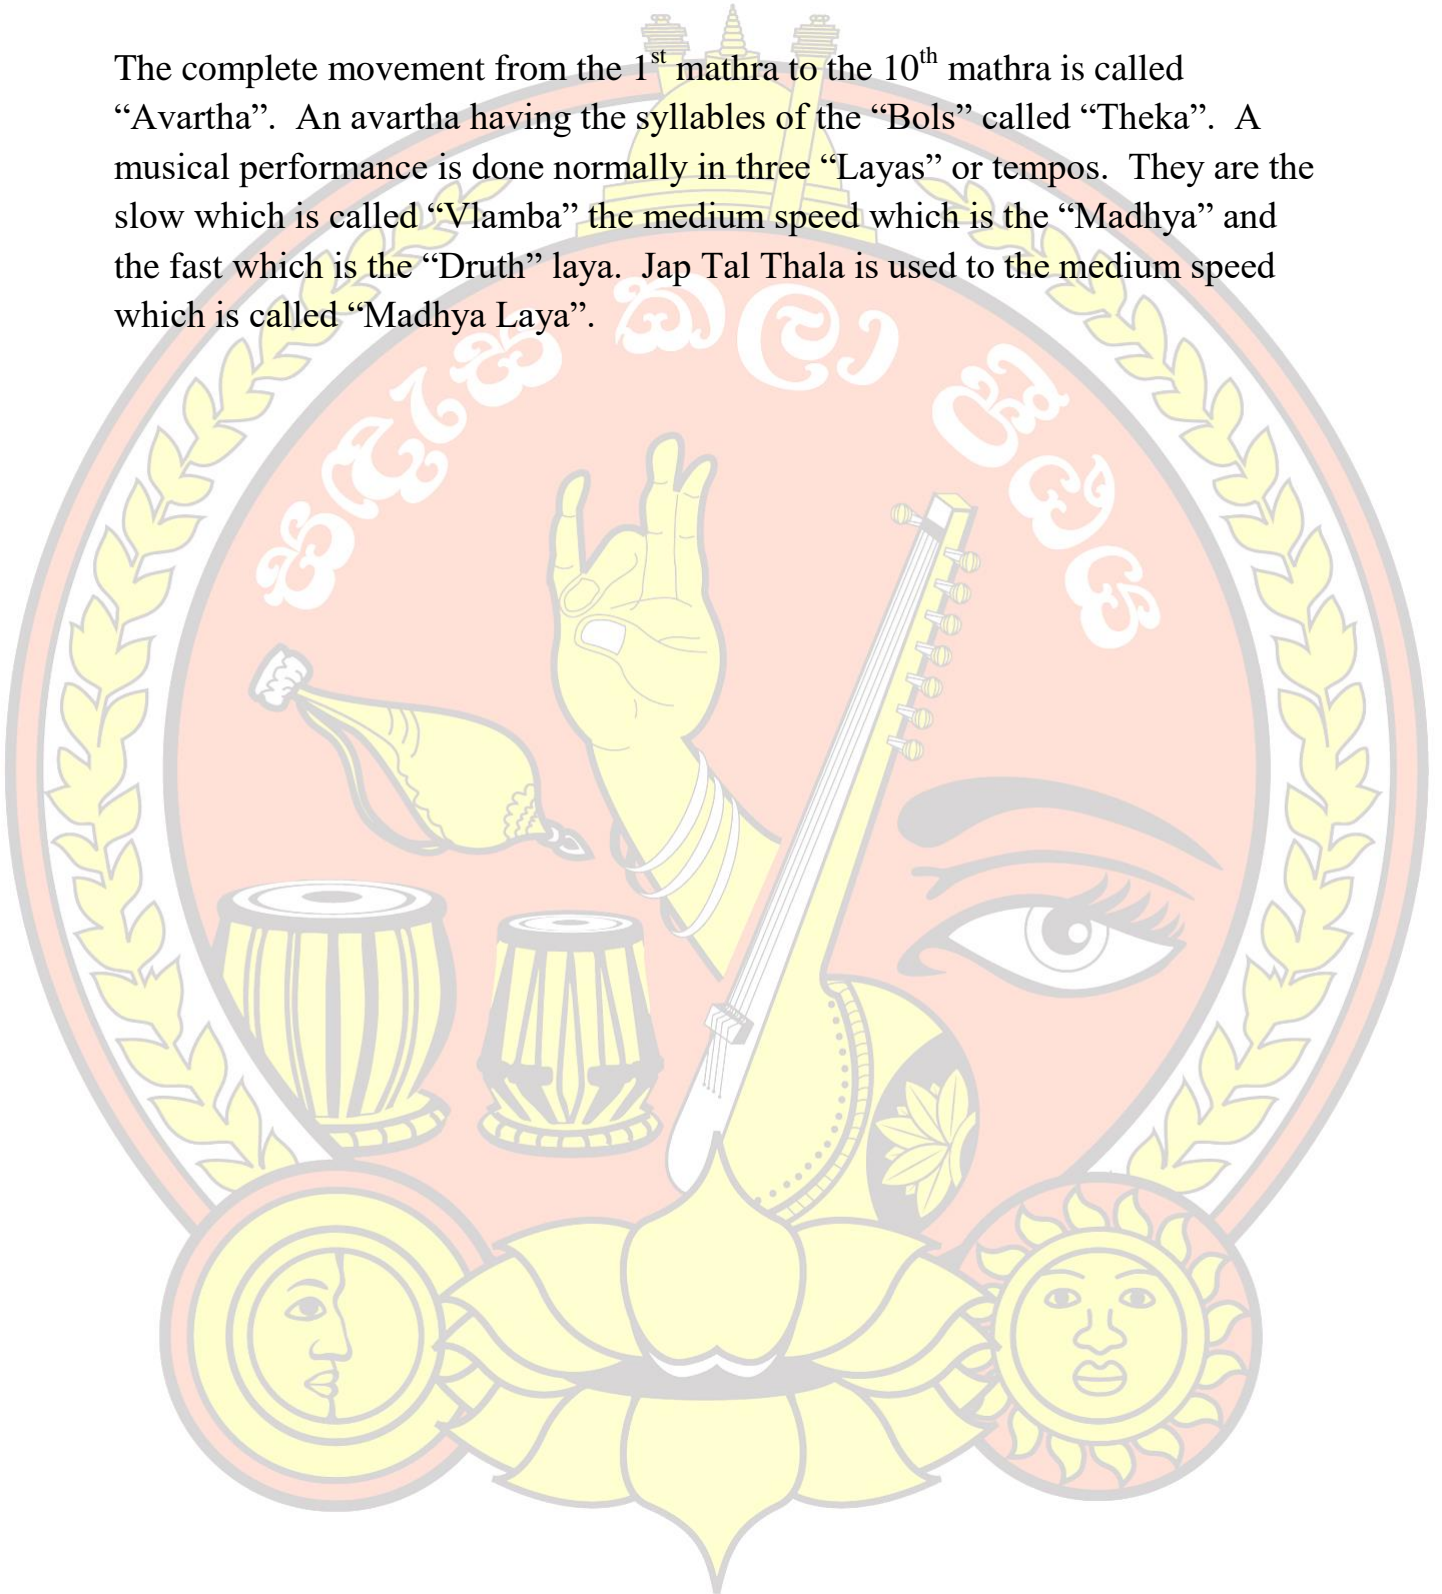 The complete movement from the 1st mathra to the 10th mathra is called
“Avartha”.  An avartha having the syllables of the “Bols” called “Theka”.  A
musical performance is done normally in three “Layas” or tempos.  They are the
slow which is called “Vlamba” the medium speed which is the “Madhya” and
the fast which is the “Druth” laya.  Jap Tal Thala is used to the medium speed
which is called “Madhya Laya”.
කලා